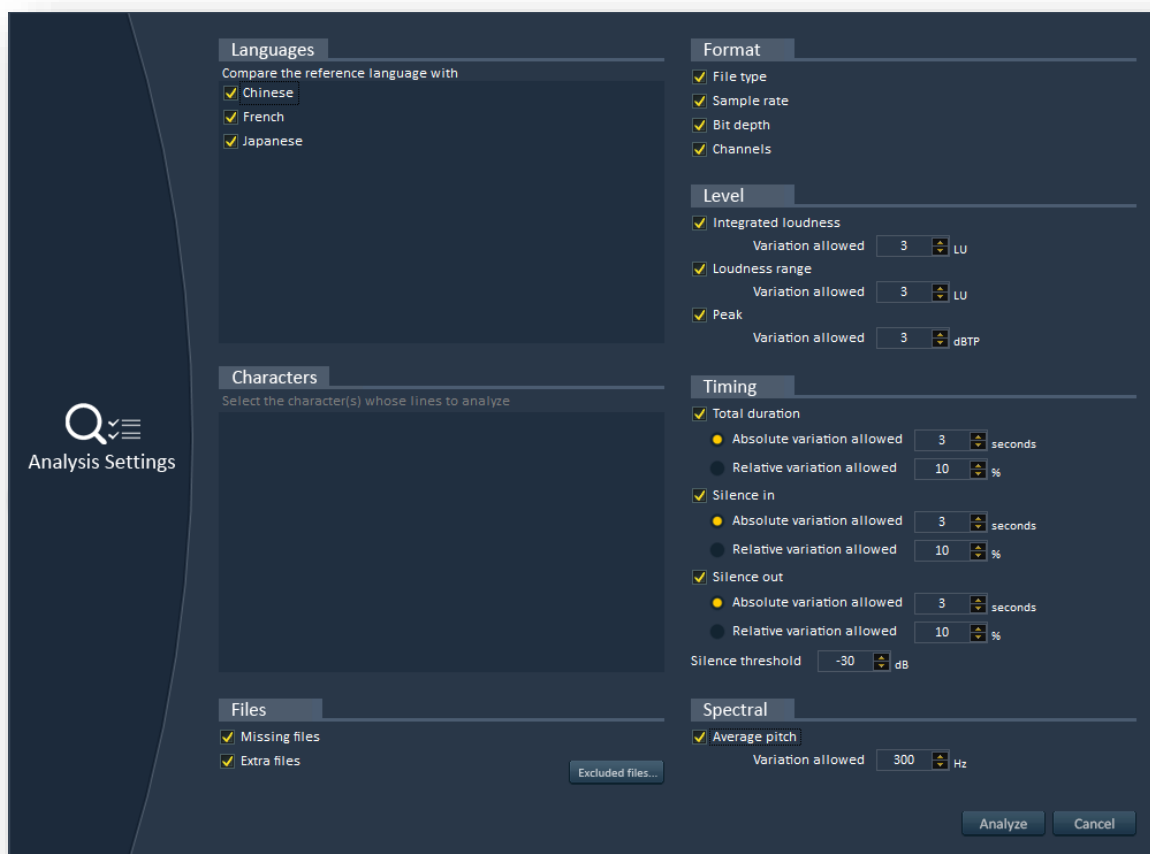 Analysis Settings
Languages
Compare the reference language with
Chinese
French
Japanese
Characters
Select the character(s) whose lines to analyze
Files
Missing files
Extra files
Excluded files...
Format
File type
Sample rate
Bit depth
Channels
Level
Integrated loudness
Variation allowed 3 LU
Loudness range
Variation allowed 3 LU
Peak
Variation allowed 3 dBTP
Timing
Total duration
Absolute variation allowed 3 seconds
Relative variation allowed 10 %
Silence in
Absolute variation allowed 3 seconds
Relative variation allowed 10 %
Silence out
Absolute variation allowed 3 seconds
Relative variation allowed 10 %
Silence threshold -30 dB
Spectral
Average pitch
Variation allowed 300 Hz
Analyze Cancel